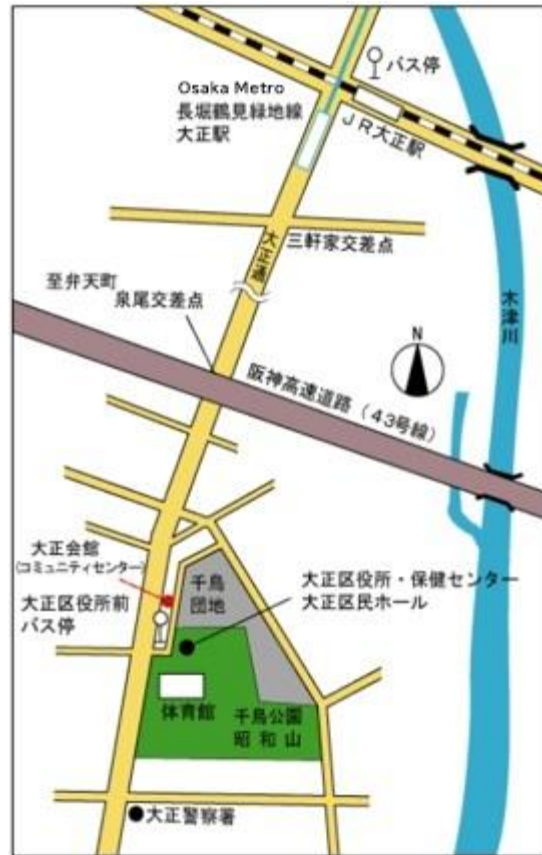 バス停
Osaka Metro
長堀鶴見緑地線
大正駅
JR大正駅
大正通
三軒家交差点
至弁天町
泉尾交差点
木津川
N
阪神高速道路(43号線)
大正会館
(コミュニティセンター)
大正区役所前
バス停
千鳥
団地
大正区役所・保健センター
大正区民ホール
体育館
千鳥公園
昭和山
大正警察署